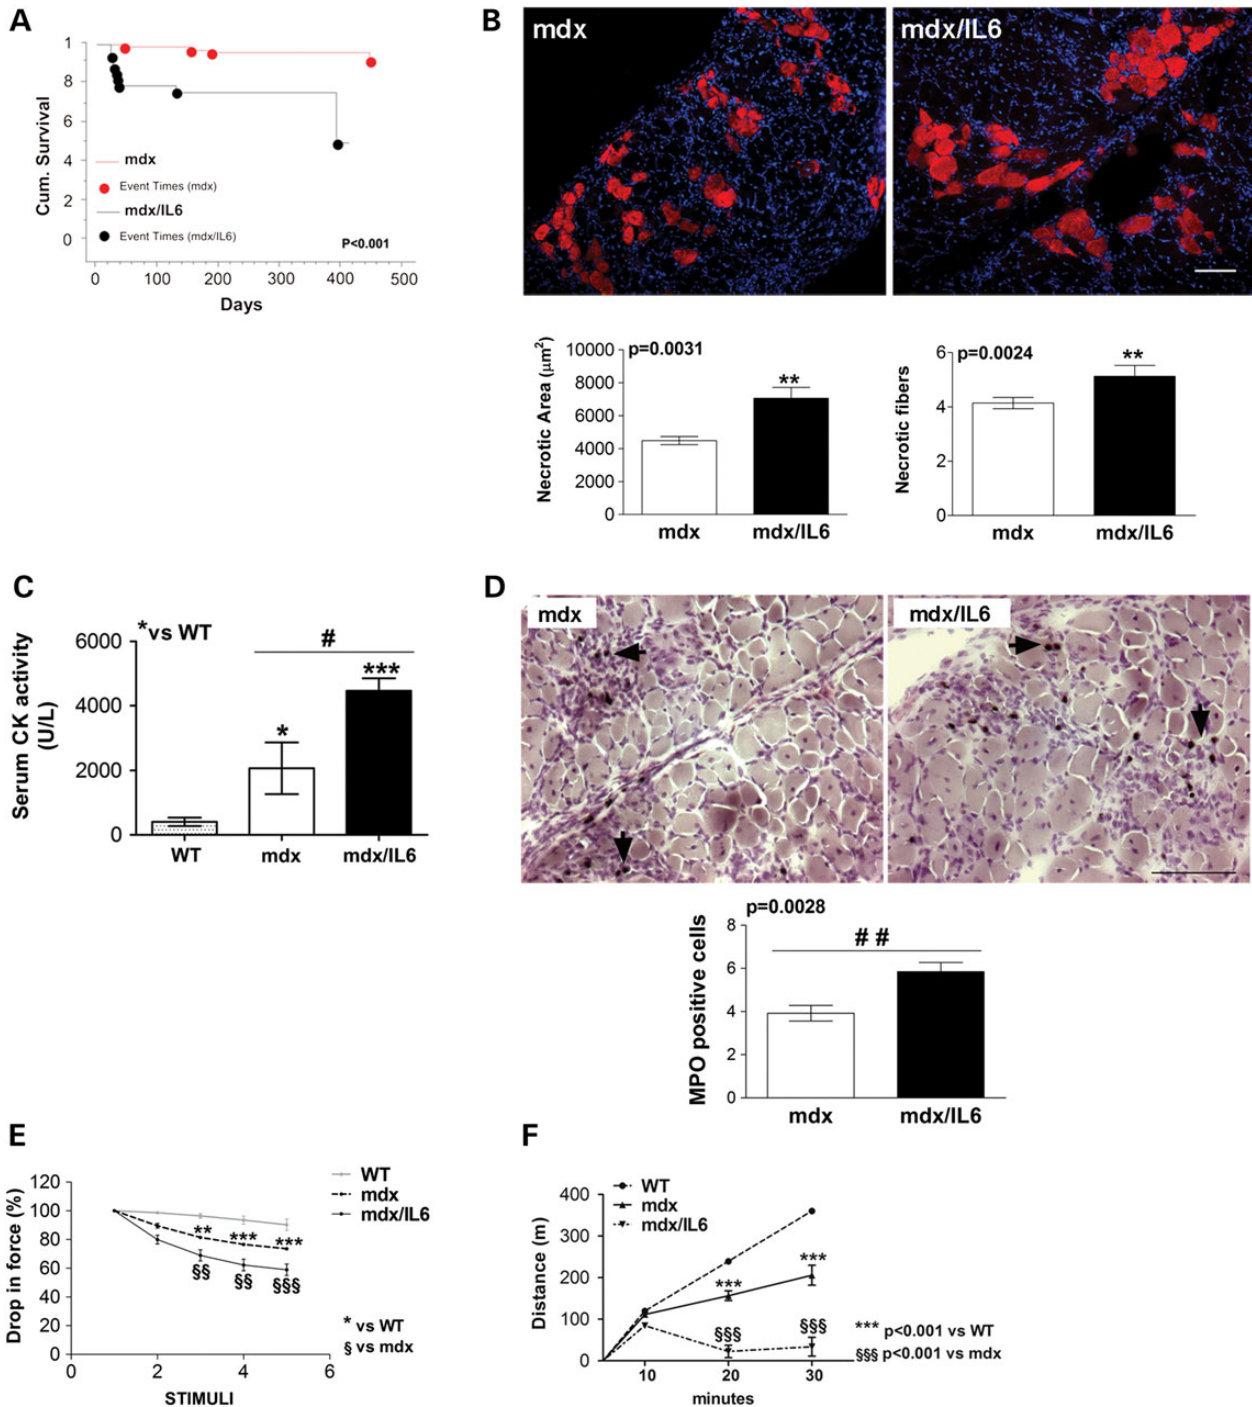 A
1
8
6
4
2
0
Cum. Survival
mdx
Event Times (mdx)
mdx/IL6
Event Times (mdx/IL6)
P<0.001
0 100 200 300 400 500
Days
B
mdx
mdx/IL6
10000
8000
6000
4000
2000
0
Necrotic Area (μm²)
p=0.0031
**
mdx mdx/IL6
6
4
2
0
Necrotic fibers
p=0.0024
**
mdx mdx/IL6
C
*vs WT
#
***
*
6000
4000
2000
0
Serum CK activity
(U/L)
WT mdx mdx/IL6
D
mdx
mdx/IL6
p=0.0028
# #
8
6
4
2
0
MPO positive cells
mdx mdx/IL6
E
120
100
80
60
40
20
0
Drop in force (%)
WT
mdx
mdx/IL6
** *** ***
§§ §§ §§§
* vs WT
§ vs mdx
0 2 4 6
STIMULI
F
WT
mdx
mdx/IL6
400
300
200
100
0
Distance (m)
*** ***
§§§ §§§
*** p<0.001 vs WT
§§§ p<0.001 vs mdx
10 20 30
minutes